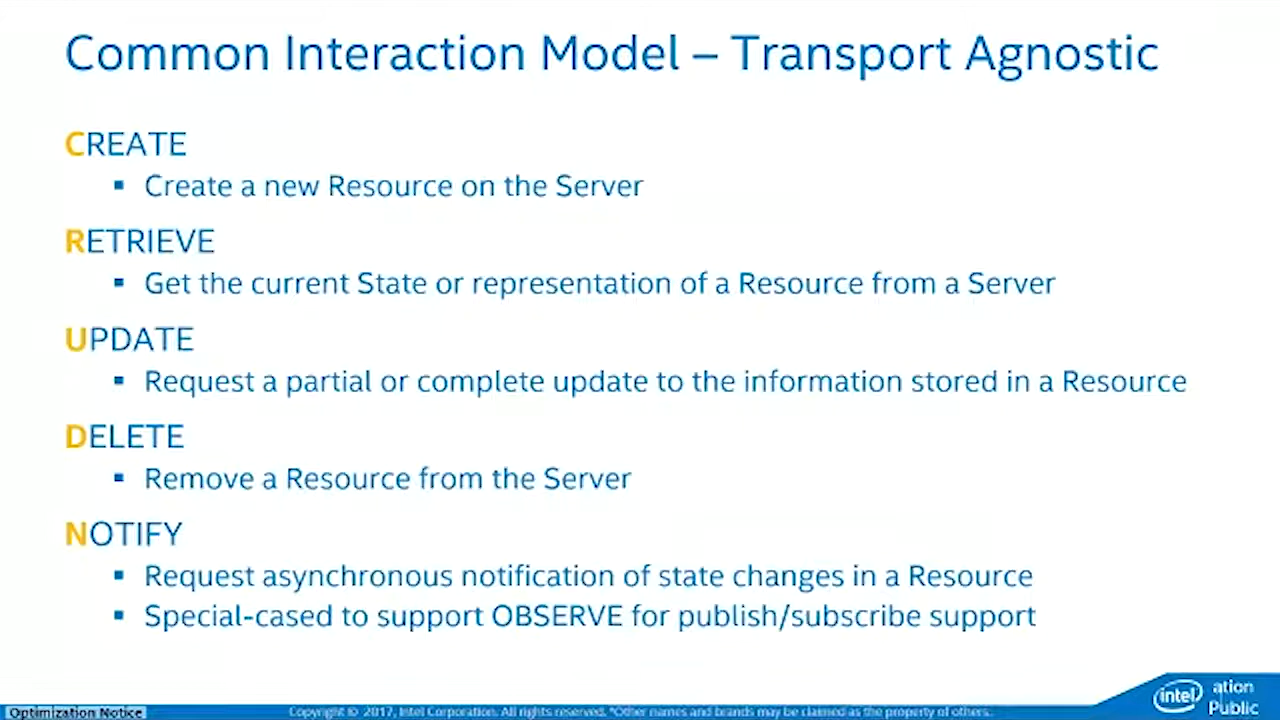 Common Interaction Model – Transport Agnostic
CREATE
▪ Create a new Resource on the Server
RETRIEVE
▪ Get the current State or representation of a Resource from a Server
UPDATE
▪ Request a partial or complete update to the information stored in a Resource
DELETE
▪ Remove a Resource from the Server
NOTIFY
▪ Request asynchronous notification of state changes in a Resource
▪ Special-cased to support OBSERVE for publish/subscribe support
intel
ation
Public
Optimization Notice
Copyright © 2017, Intel Corporation. All rights reserved. *Other names and brands may be claimed as the property of others.